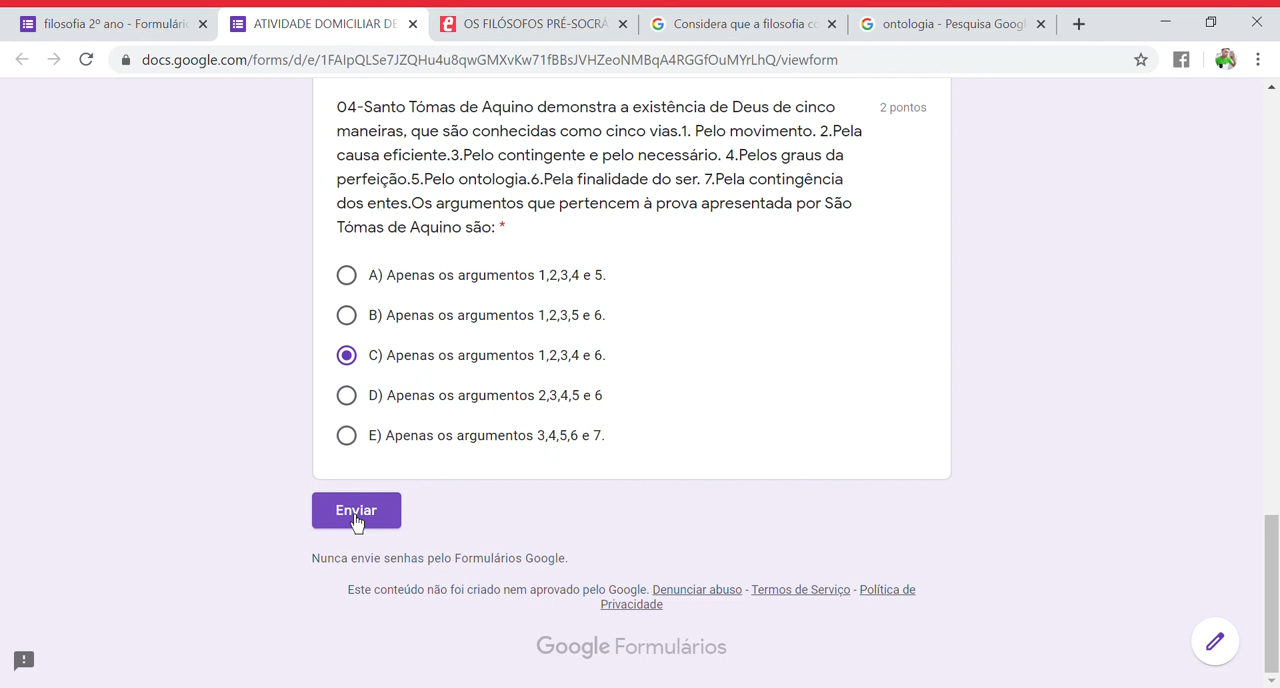 filosofia 2º ano - Formulári
ATIVIDADE DOMICILIAR DE
OS FILÓSOFOS PRÉ-SOCRÁ
Considera que a filosofia co
ontologia - Pesquisa Googl
docs.google.com/forms/d/e/1FAIpQLSe7JZQHu4u8qwGMXvKw71fBBsJVHZeoNMBqA4RGGfOuMYrLhQ/viewform
04-Santo Tómas de Aquino demonstra a existência de Deus de cinco
2 pontos
maneiras, que são conhecidas como cinco vias.1. Pelo movimento. 2.Pela
causa eficiente.3.Pelo contingente e pelo necessário. 4.Pelos graus da
perfeição.5.Pelo ontologia.6.Pela finalidade do ser. 7.Pela contingência
dos entes.Os argumentos que pertencem à prova apresentada por São
Tómas de Aquino são: *
A) Apenas os argumentos 1,2,3,4 e 5.
B) Apenas os argumentos 1,2,3,5 e 6.
C) Apenas os argumentos 1,2,3,4 e 6.
D) Apenas os argumentos 2,3,4,5 e 6
E) Apenas os argumentos 3,4,5,6 e 7.
Enviar
Nunca envie senhas pelo Formulários Google.
Este conteúdo não foi criado nem aprovado pelo Google. Denunciar abuso - Termos de Serviço - Política de
Privacidade
Google Formulários